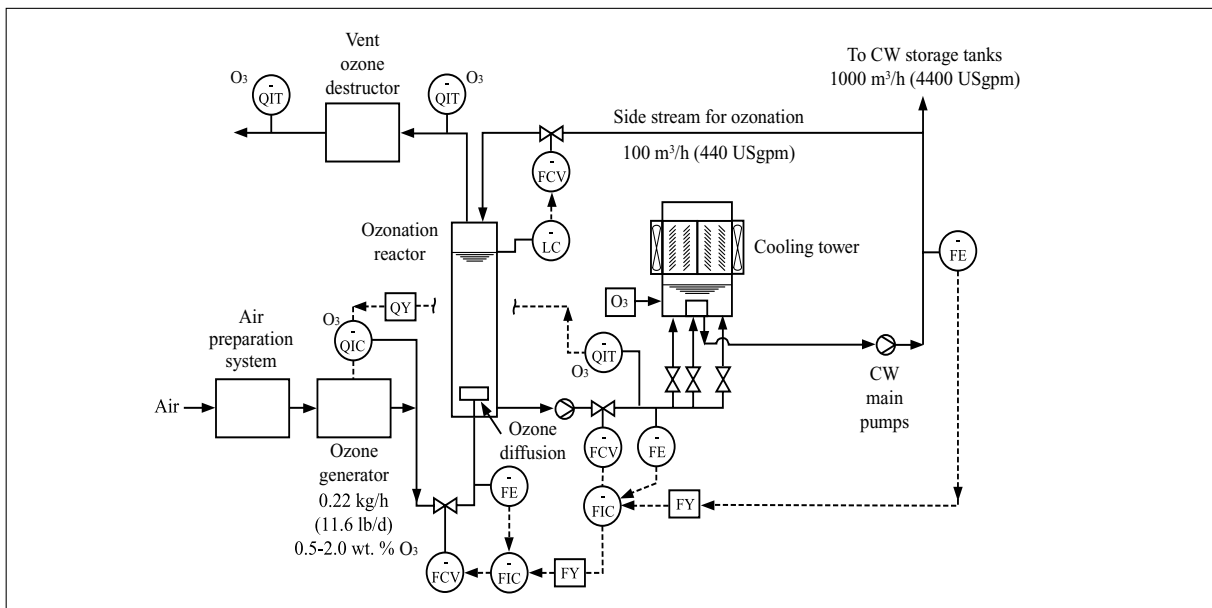 Vent
ozone
destructor
O₃
-
QIT
O₃
-
QIT
To CW storage tanks
1000 m³/h (4400 USgpm)
Side stream for ozonation
100 m³/h (440 USgpm)
-
FCV
-
LC
Ozonation
reactor
Cooling tower
-
FE
O₃
QY
O₃
-
QIC
-
QIT
O₃
Air
preparation
system
Air
CW
main
pumps
Ozone
generator
0.22 kg/h
(11.6 lb/d)
0.5-2.0 wt. % O₃
Ozone
diffusion
-
FCV
-
FE
-
FE
-
FIC
FY
-
FCV
-
FIC
FY